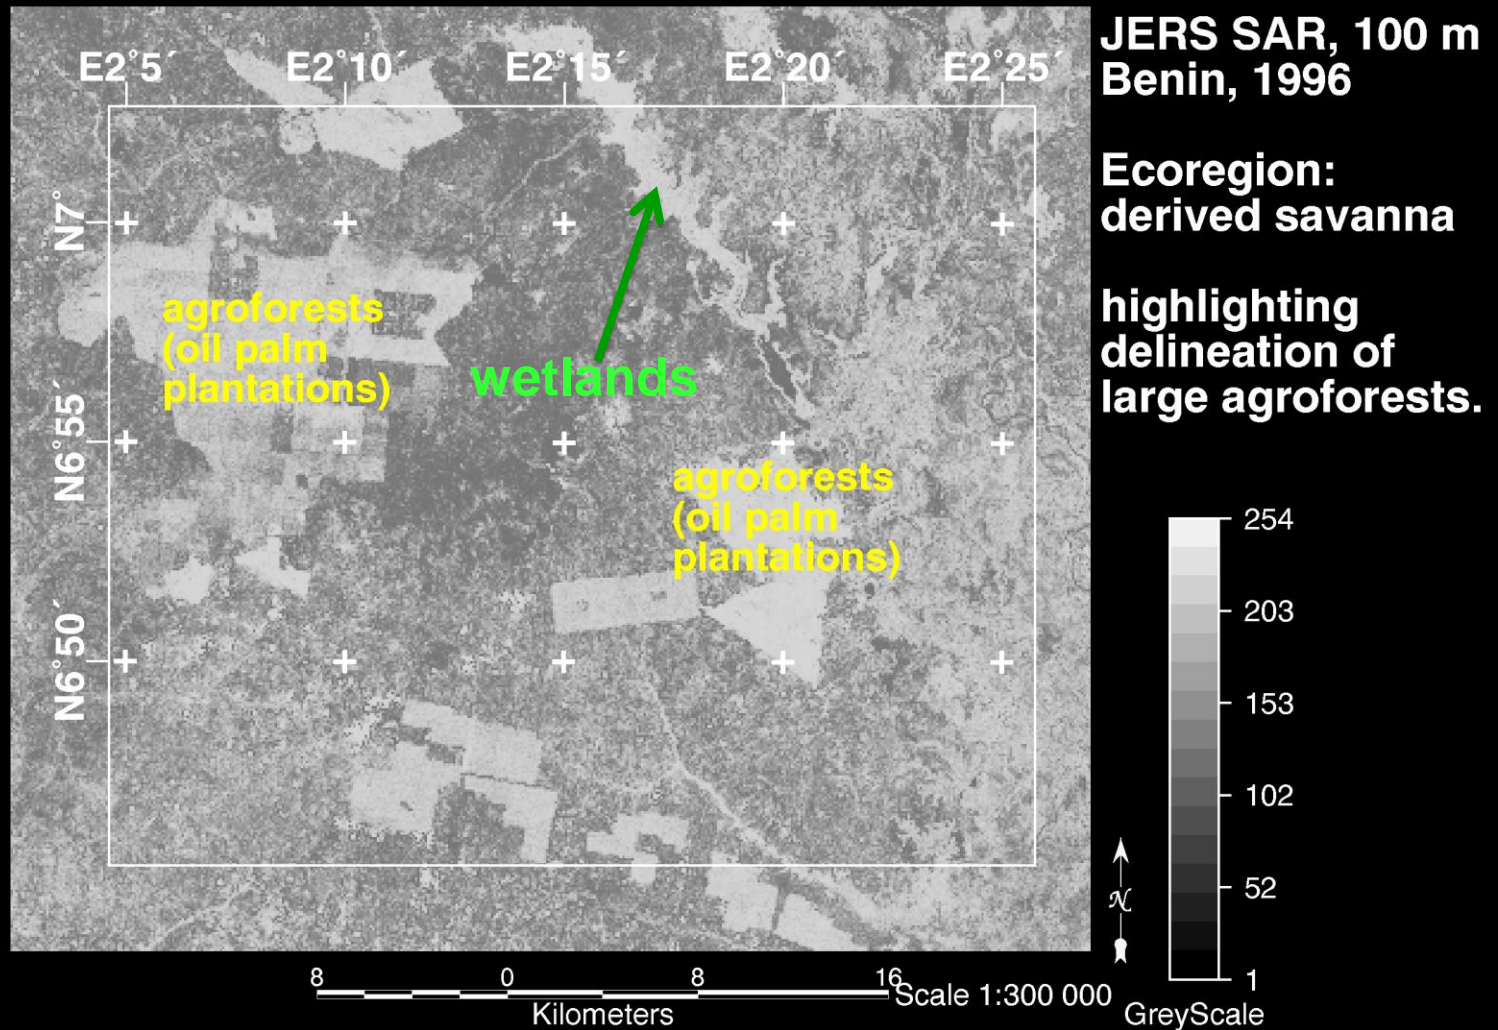 E2°5´ E2°10´ E2°15´ E2°20´ E2°25´
N7°
N6°55´
N6°50´
agroforests
(oil palm
plantations)
wetlands
agroforests
(oil palm
plantations)
JERS SAR, 100 m
Benin, 1996
Ecoregion:
derived savanna
highlighting
delineation of
large agroforests.
254
203
153
102
52
1
GreyScale
N
8 0 8 16
Kilometers
Scale 1:300 000